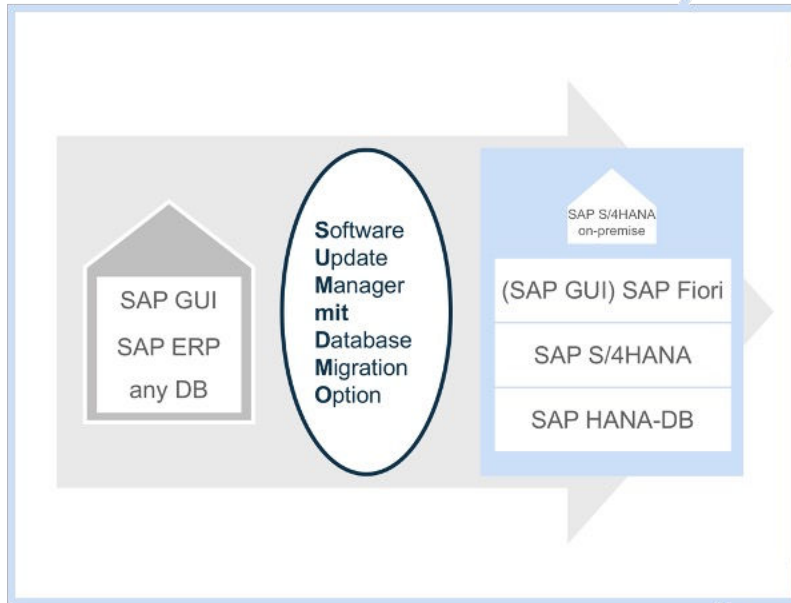 SAP GUI
SAP ERP
any DB
Software
Update
Manager
mit
Database
Migration
Option
SAP S/4HANA
on-premise
(SAP GUI) SAP Fiori
SAP S/4HANA
SAP HANA-DB